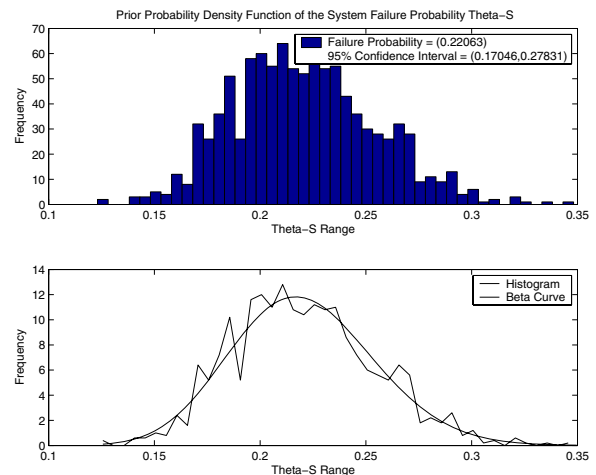 Prior Probability Density Function of the System Failure Probability Theta-S
70
60
50
40
30
20
10
0
Frequency
Failure Probability = (0.22063)
95% Confidence Interval = (0.17046,0.27831)
0.1 0.15 0.2 0.25 0.3 0.35
Theta-S Range
14
12
10
8
6
4
2
0
Frequency
Histogram
Beta Curve
0.1 0.15 0.2 0.25 0.3 0.35
Theta-S Range